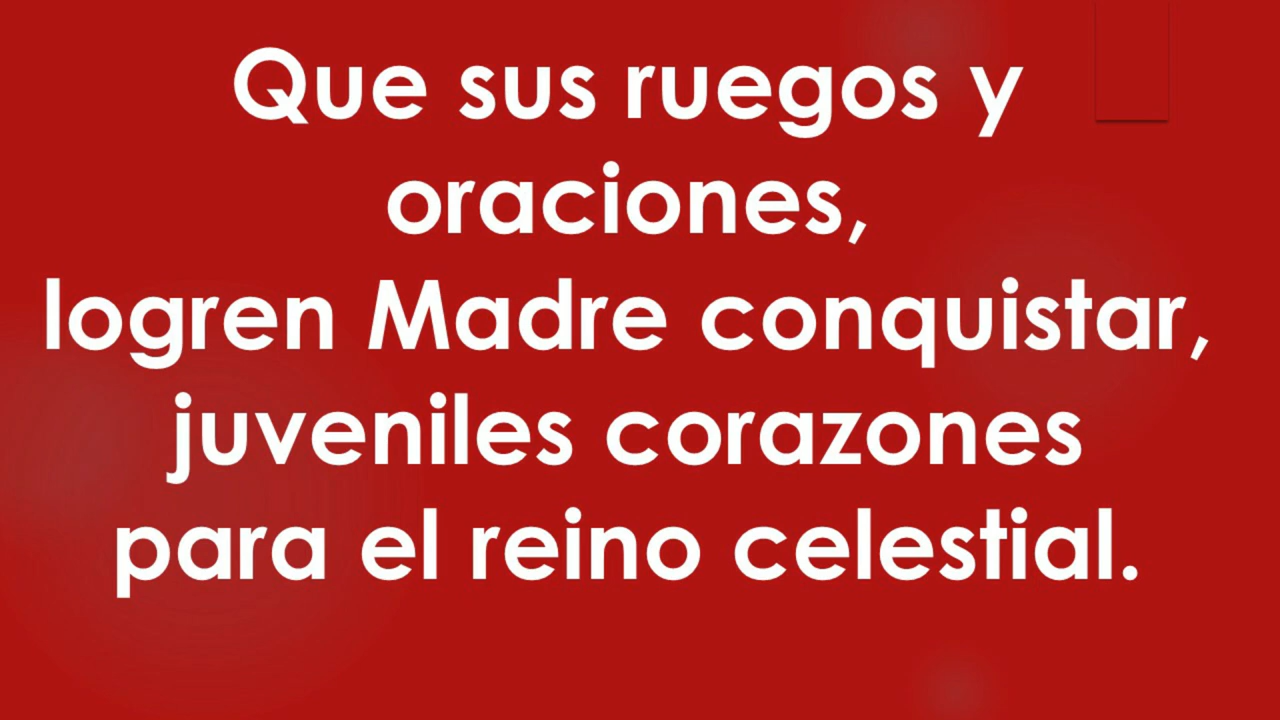 Que sus ruegos y
oraciones,
logren Madre conquistar,
juveniles corazones
para el reino celestial.